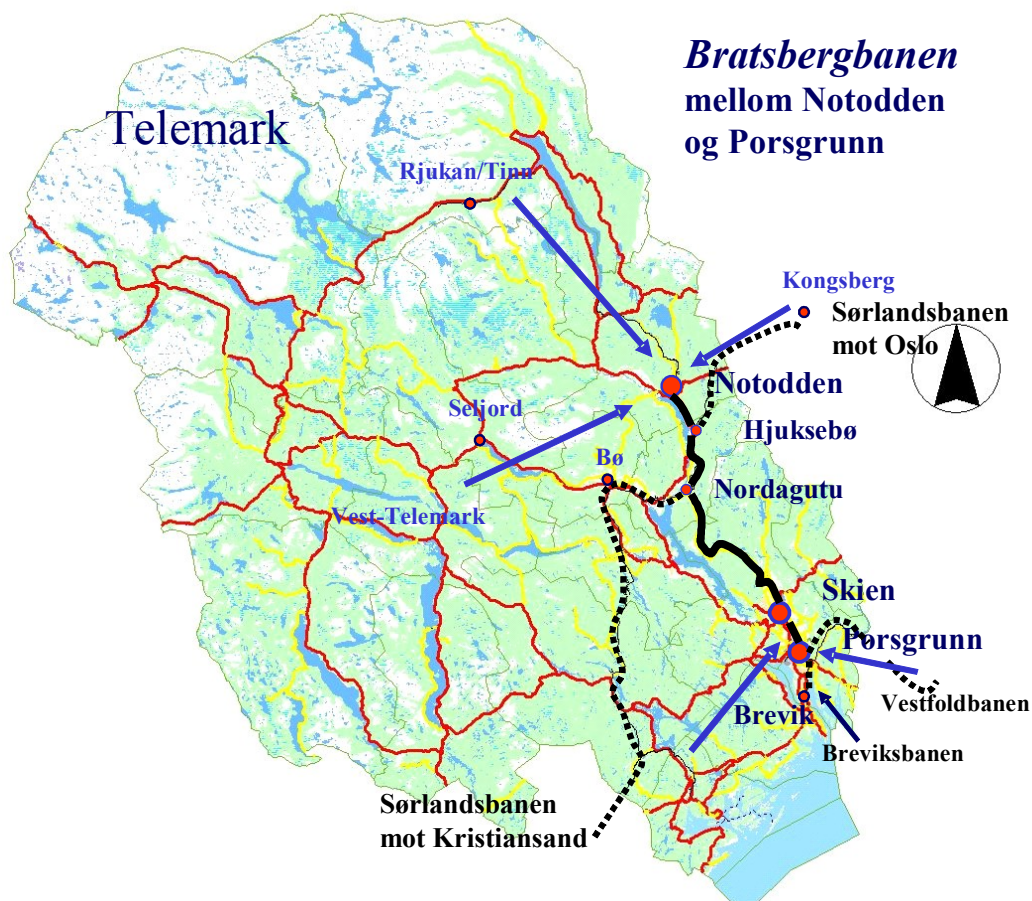 Bratsbergbanen
mellom Notodden
og Porsgrunn
Telemark
Rjukan/Tinn
Kongsberg
Sørlandsbanen
mot Oslo
Notodden
Seljord
Hjuksebø
Bø
Nordagutu
Vest-Telemark
Skien
Porsgrunn
Vestfoldbanen
Brevik
Breviksbanen
Sørlandsbanen
mot Kristiansand